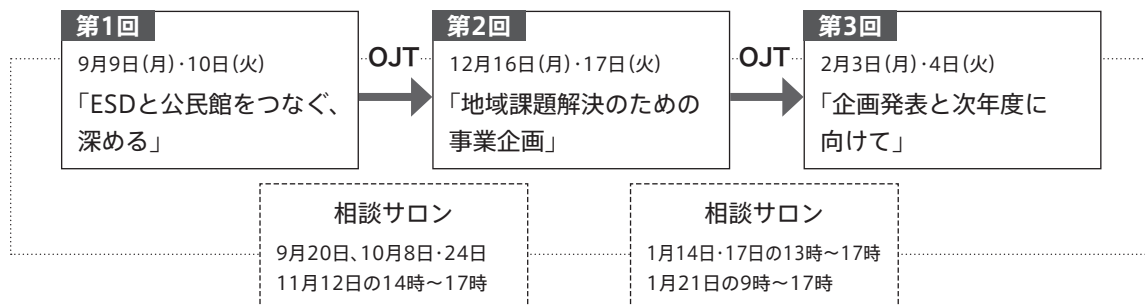 第1回
9月9日(月)・10日(火)
「ESDと公民館をつなぐ、
深める」
OJT
第2回
12月16日(月)・17日(火)
「地域課題解決のための
事業企画」
OJT
第3回
2月3日(月)・4日(火)
「企画発表と次年度に
向けて」
相談サロン
9月20日、10月8日・24日
11月12日の14時〜17時
相談サロン
1月14日・17日の13時〜17時
1月21日の9時〜17時